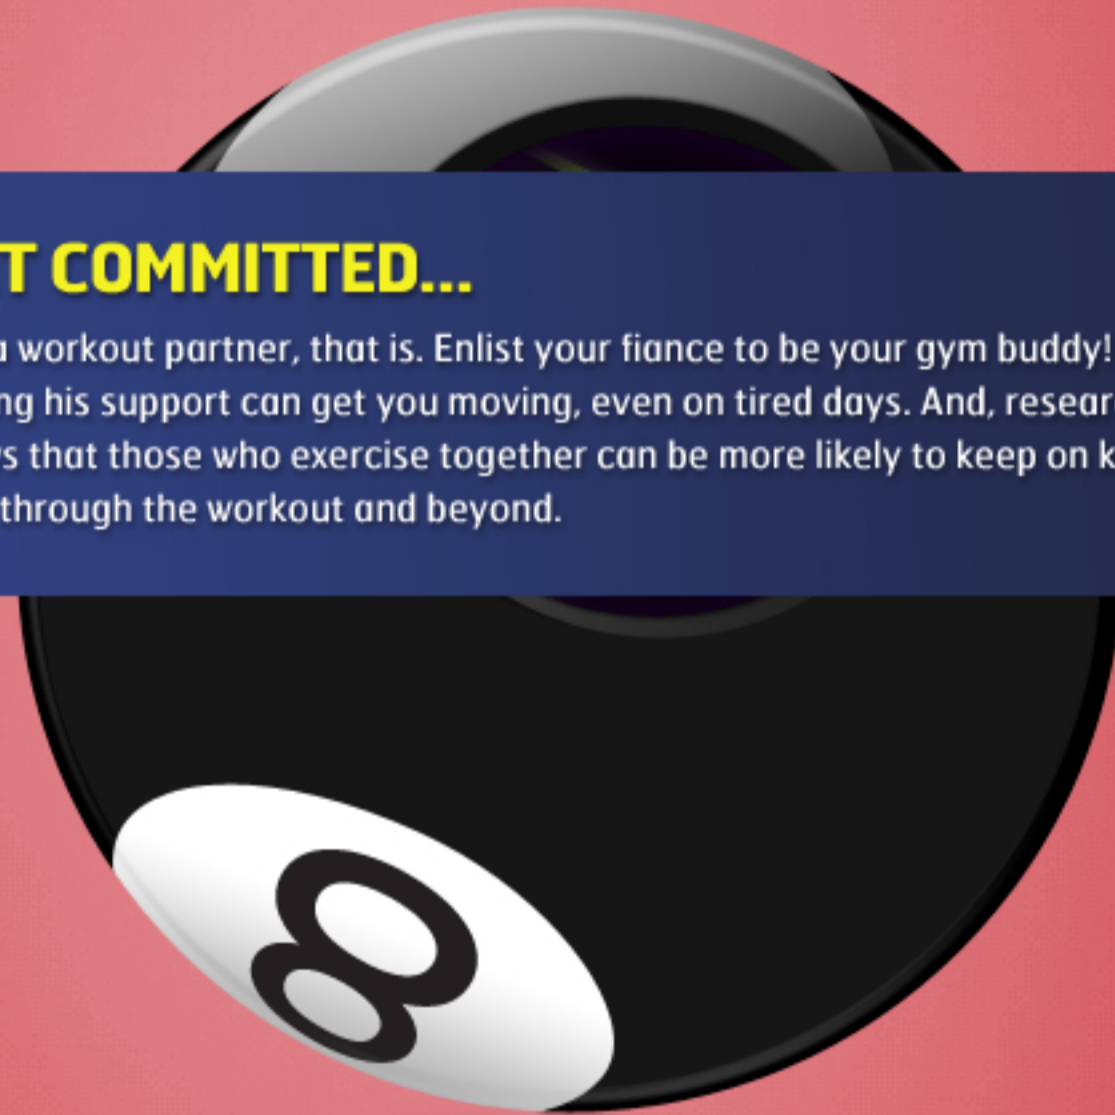 T COMMITTED...
a workout partner, that is. Enlist your fiance to be your gym buddy!
ng his support can get you moving, even on tired days. And, resear
s that those who exercise together can be more likely to keep on k
through the workout and beyond.
8